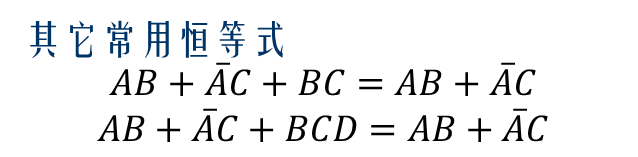 其它常用恒等式
AB + ĀC + BC = AB + ĀC
AB + ĀC + BCD = AB + ĀC